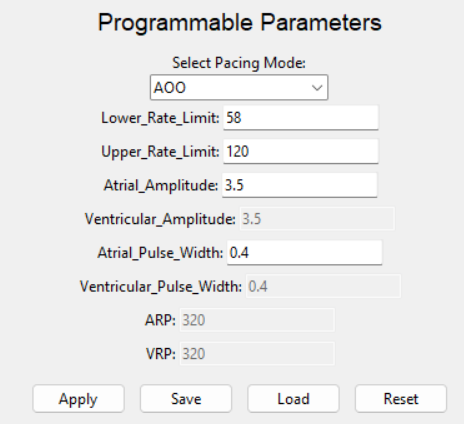 Programmable Parameters
Select Pacing Mode:
AOO
Lower_Rate_Limit: 58
Upper_Rate_Limit: 120
Atrial_Amplitude: 3.5
Ventricular_Amplitude: 3.5
Atrial_Pulse_Width: 0.4
Ventricular_Pulse_Width: 0.4
ARP: 320
VRP: 320
Apply Save Load Reset